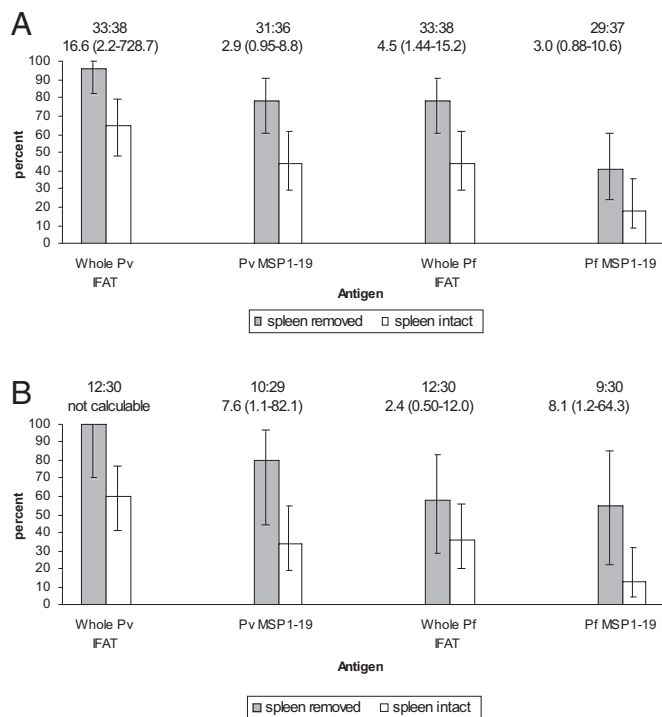 A
33:38 31:36 33:38 29:37
16.6 (2.2-728.7) 2.9 (0.95-8.8) 4.5 (1.44-15.2) 3.0 (0.88-10.6)
100
90
80
70
60
50
40
30
20
10
0
percent
Whole Pv Pv MSP1-19 Whole Pf Pf MSP1-19
IFAT IFAT
Antigen
spleen removed spleen intact
B
12:30 10:29 12:30 9:30
not calculable 7.6 (1.1-82.1) 2.4 (0.50-12.0) 8.1 (1.2-64.3)
100
90
80
70
60
50
40
30
20
10
0
percent
Whole Pv Pv MSP1-19 Whole Pf Pf MSP1-19
IFAT IFAT
Antigen
spleen removed spleen intact